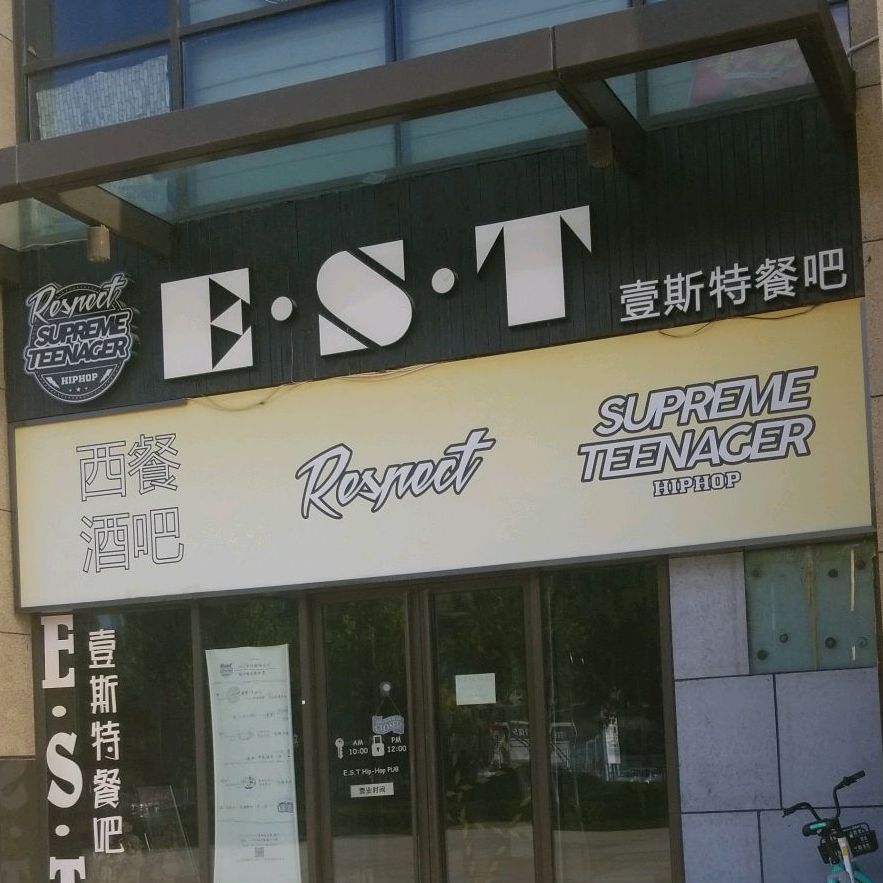 E·S·T
壹斯特餐吧
Respect
SUPREME
TEENAGER
HIPHOP
西餐
酒吧
Respect
SUPREME
TEENAGER
HIPHOP
E·S·T
壹斯特餐吧
CLOSED
AM
10:00
PM
12:00
E.S.T Hip-Hop PUB
营业时间